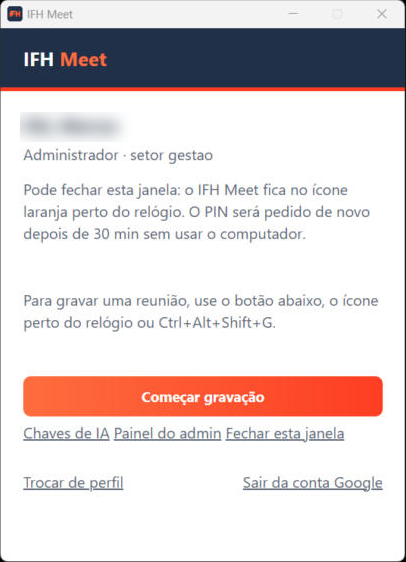 IFH Meet
IFH Meet
Administrador · setor gestao
Pode fechar esta janela: o IFH Meet fica no ícone
laranja perto do relógio. O PIN será pedido de novo
depois de 30 min sem usar o computador.
Para gravar uma reunião, use o botão abaixo, o ícone
perto do relógio ou Ctrl+Alt+Shift+G.
Começar gravação
Chaves de IA Painel do admin Fechar esta janela
Trocar de perfil Sair da conta Google